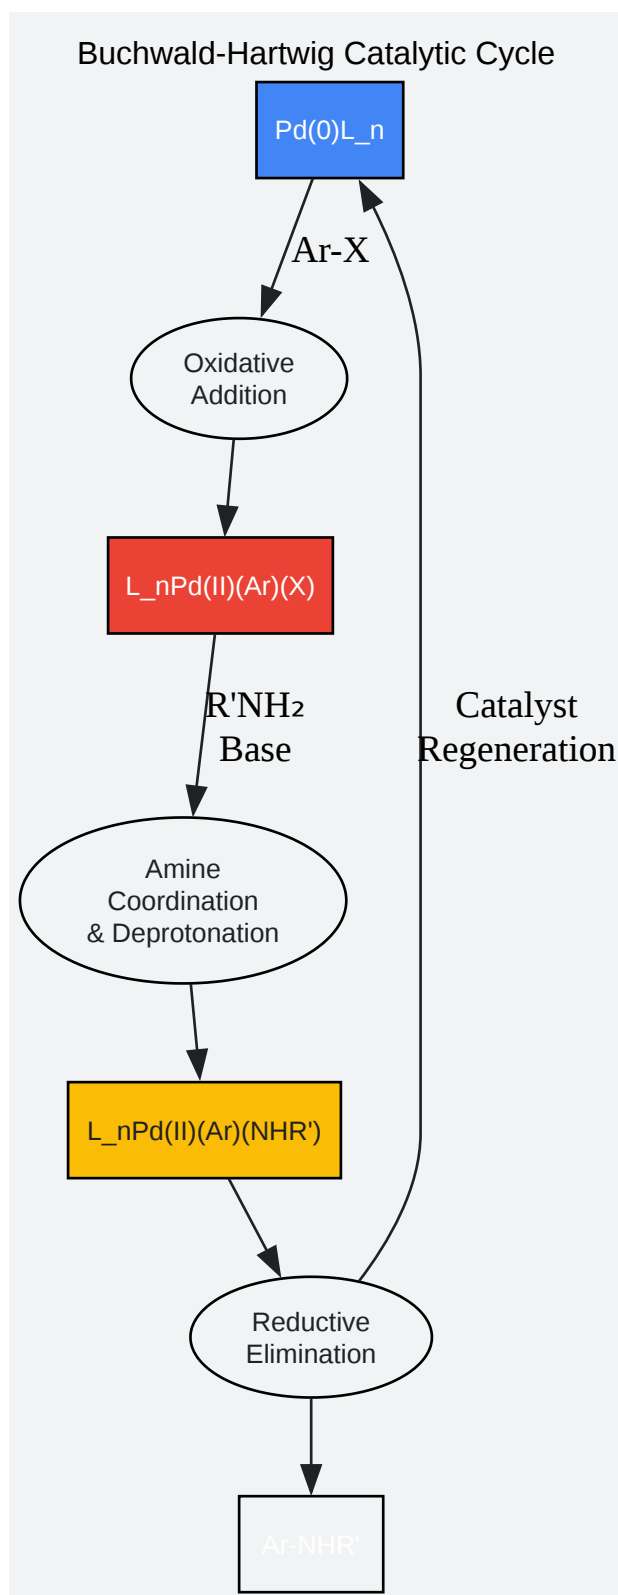 Buchwald-Hartwig Catalytic Cycle
Pd(0)L_n
Ar-X
Oxidative
Addition
L_nPd(II)(Ar)(X)
R'NH₂
Base
Catalyst
Regeneration
Amine
Coordination
& Deprotonation
L_nPd(II)(Ar)(NHR')
Reductive
Elimination
Ar-NHR'